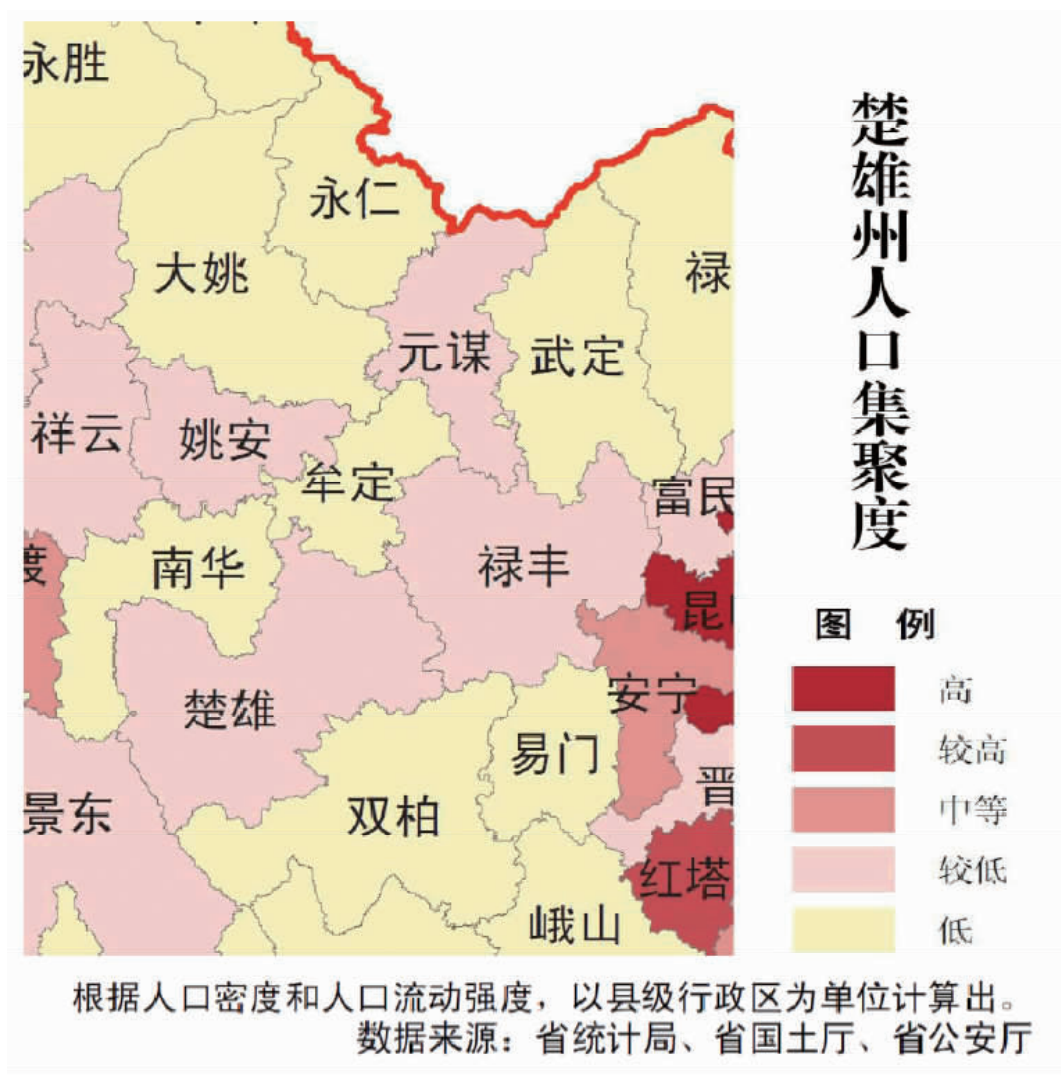 永胜
永仁
大姚
禄
元谋
武定
祥云
姚安
牟定
富民
南华
禄丰
度
昆
安宁
楚雄
易门
晋
景东
双柏
红塔
峨山
楚雄州人口集聚度
图 例
高
较高
中等
较低
低
根据人口密度和人口流动强度，以县级行政区为单位计算出。
数据来源：省统计局、省国土厅、省公安厅